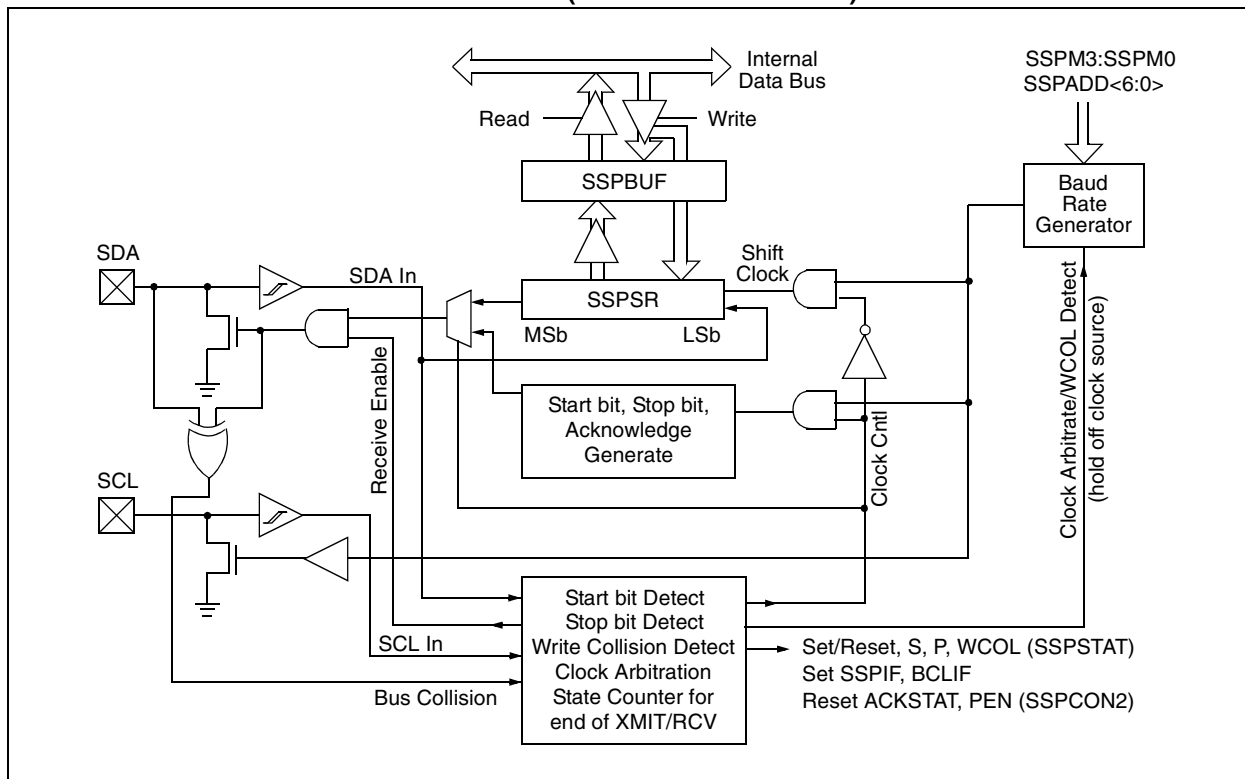 Internal
Data Bus
Read
Write
SSPM3:SSPM0
SSPADD<6:0>
SSPBUF
Baud
Rate
Generator
SDA
SDA In
Shift
Clock
SSPSR
MSb
LSb
Receive Enable
Start bit, Stop bit,
Acknowledge
Generate
Clock Cntl
Clock Arbitrate/WCOL Detect
(hold off clock source)
SCL
SCL In
Bus Collision
Start bit Detect
Stop bit Detect
Write Collision Detect
Clock Arbitration
State Counter for
end of XMIT/RCV
Set/Reset, S, P, WCOL (SSPSTAT)
Set SSPIF, BCLIF
Reset ACKSTAT, PEN (SSPCON2)